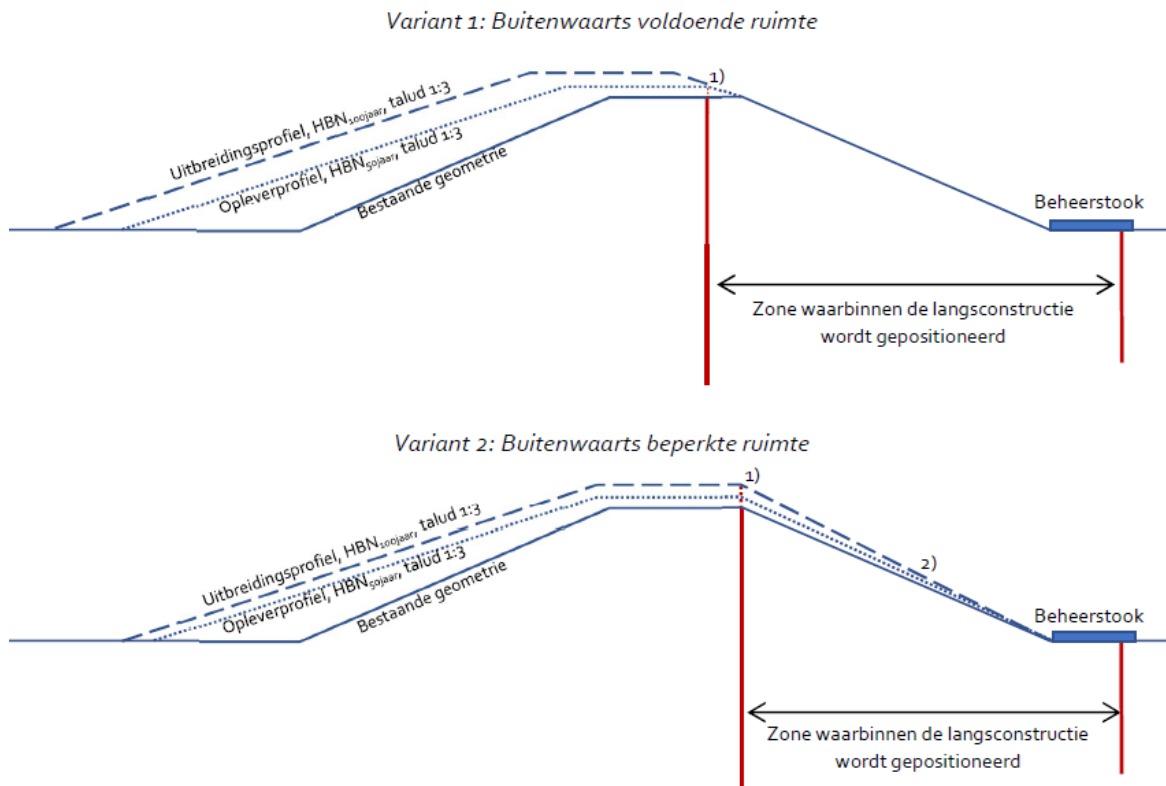 Variant 1: Buitenwaarts voldoende ruimte
1)
Uitbreidingsprofiel, HBN100jaar, talud 1:3
Opleverprofiel, HBN50jaar, talud 1:3
Bestaande geometrie
Beheerstook
Zone waarbinnen de langsconstructie
wordt gepositioneerd
Variant 2: Buitenwaarts beperkte ruimte
1)
Uitbreidingsprofiel, HBN100jaar, talud 1:3
Opleverprofiel, HBN50jaar, talud 1:3
Bestaande geometrie
2)
Beheerstook
Zone waarbinnen de langsconstructie
wordt gepositioneerd